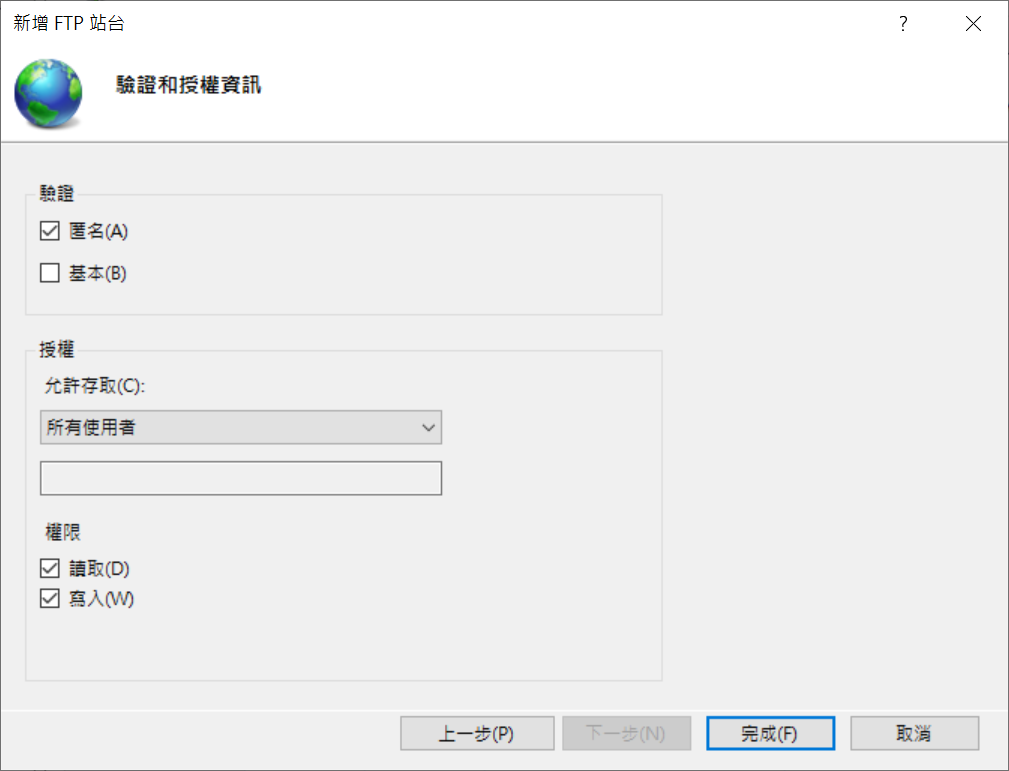 新增 FTP 站台
?
驗證和授權資訊
驗證
匿名(A)
基本(B)
授權
允許存取(C):
所有使用者
權限
讀取(D)
寫入(W)
上一步(P)
下一步(N)
完成(F)
取消